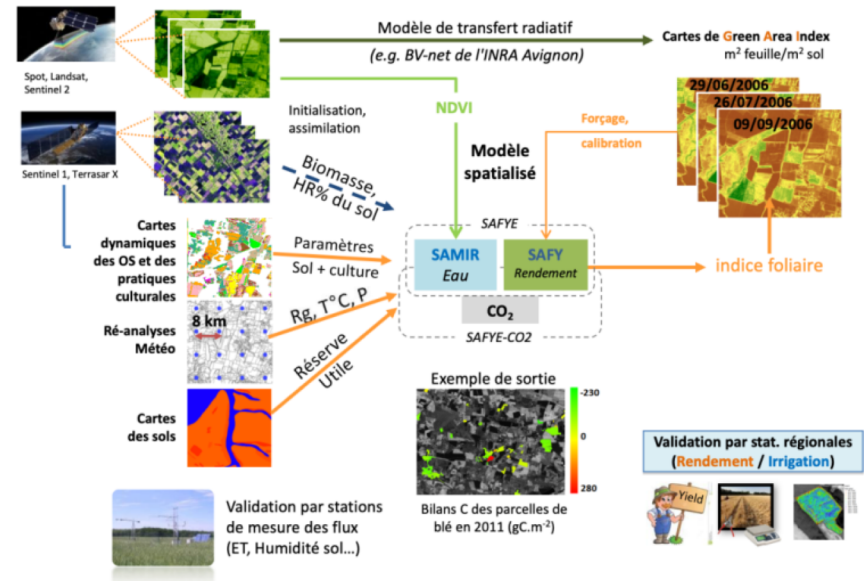 Modèle de transfert radiatif
(e.g. BV-net de l'INRA Avignon)
Cartes de Green Area Index
m² feuille/m² sol
Spot, Landsat,
Sentinel 2
NDVI
29/06/2006
26/07/2006
09/09/2006
Initialisation,
assimilation
Forçage,
calibration
Modèle
spatialisé
Sentinel 1, Terrasar X
Biomasse,
HR% du sol
Cartes
dynamiques
des OS et des
pratiques
culturales
Paramètres
Sol + culture
SAFYE
SAMIR
Eau
SAFY
Rendement
indice foliaire
CO₂
SAFYE-CO2
Ré-analyses
Météo
8 km
Rg, T°C, P
Réserve
Utile
Cartes
des sols
Exemple de sortie
-230
0
280
Bilans C des parcelles de
blé en 2011 (gC.m⁻²)
Validation par stat. régionales
(Rendement / Irrigation)
Yield
Validation par stations
de mesure des flux
(ET, Humidité sol...)